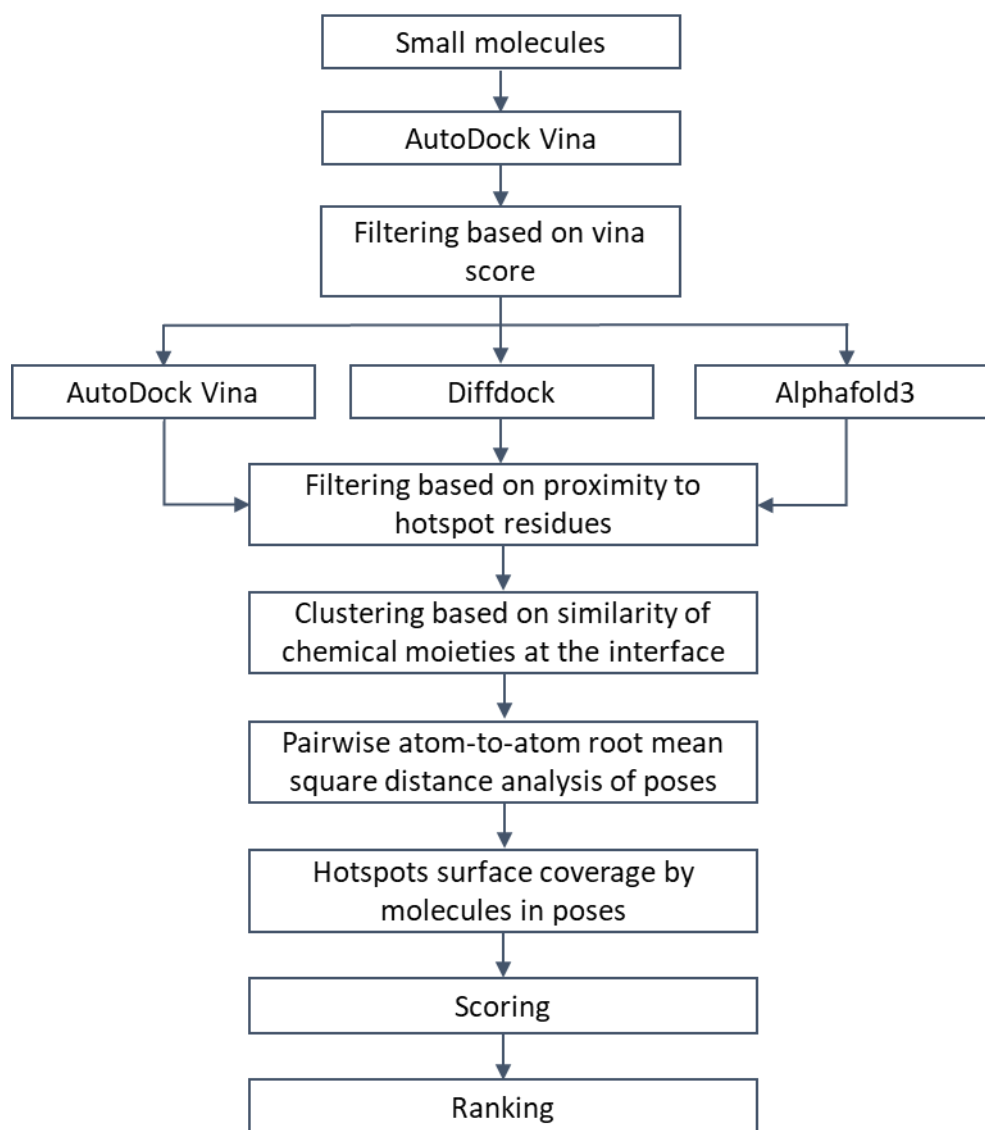 Small molecules
AutoDock Vina
Filtering based on vina
score
AutoDock Vina
Diffdock
Alphafold3
Filtering based on proximity to
hotspot residues
Clustering based on similarity of
chemical moieties at the interface
Pairwise atom-to-atom root mean
square distance analysis of poses
Hotspots surface coverage by
molecules in poses
Scoring
Ranking